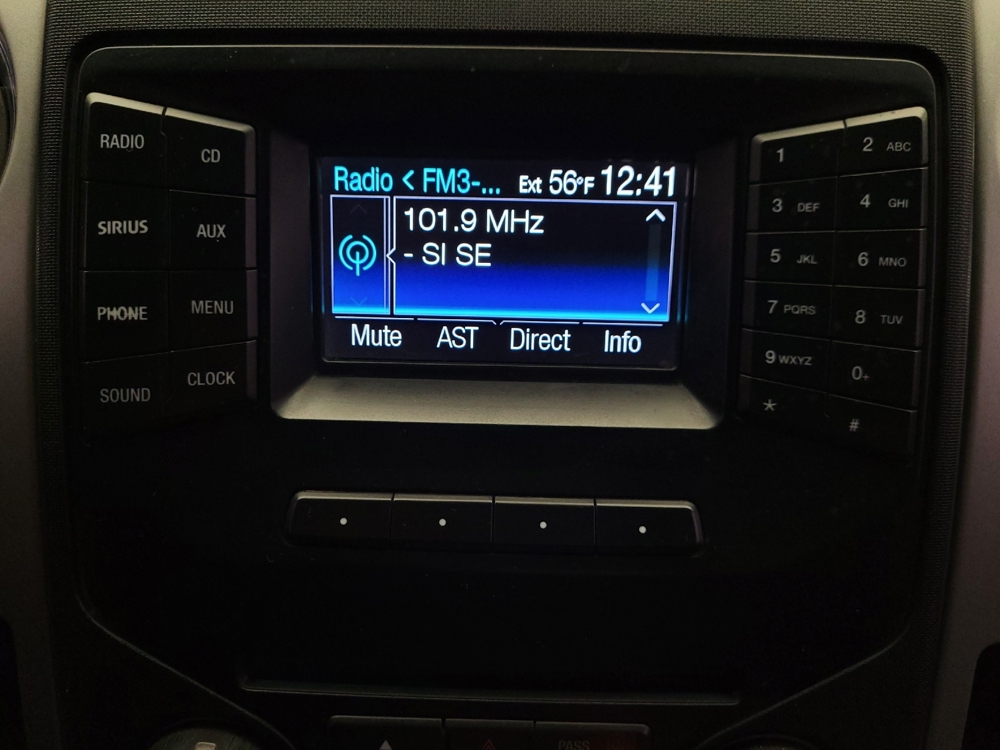 RADIO
CD
SIRIUS
AUX
PHONE
MENU
SOUND
CLOCK
Radio < FM3-... Ext 56°F 12:41
101.9 MHz
- SI SE
Mute AST Direct Info
1
2 ABC
3 DEF
4 GHI
5 JKL
6 MNO
7 PQRS
8 TUV
9 WXYZ
0+
*
#
PASS